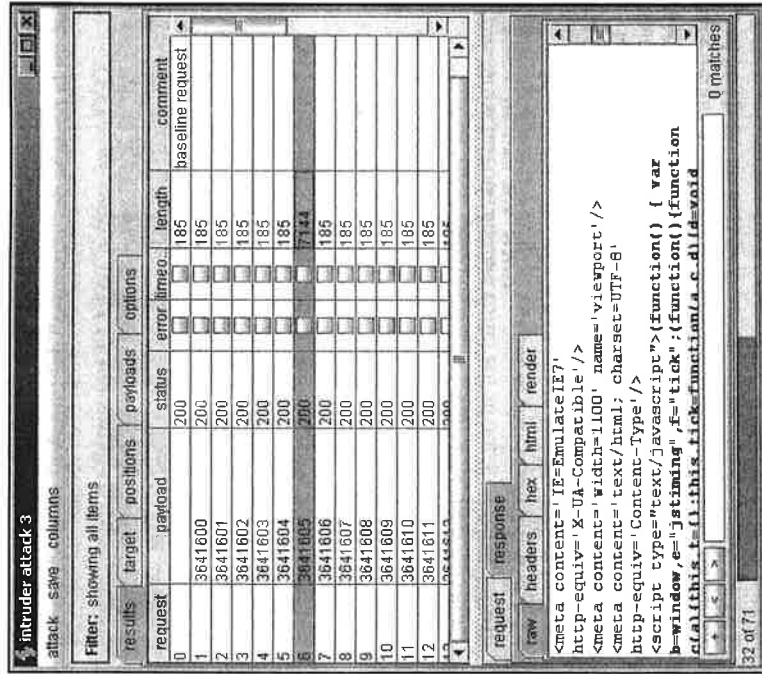 intruder attack 3
attack save columns
Filter: showing all items
results target positions payloads options
request payload status error timeo... length comment
0 200 185 baseline request
1 3641600 200 185
2 3641601 200 185
3 3641602 200 185
4 3641603 200 185
5 3641604 200 185
6 3641605 200 7144
7 3641606 200 185
8 3641607 200 185
9 3641608 200 185
10 3641609 200 185
11 3641610 200 185
12 3641611 200 185
request response
raw headers hex html render
<meta content='IE=EmulateIE7'
http-equiv='X-UA-Compatible'/>
<meta content='width=1100' name='viewport'/>
<meta content='text/html; charset=UTF-8'
http-equiv='Content-Type'/>
<script type="text/javascript">(function() { var
b=window,e="jstiming",f="tick";(function(){function
c(a){this.t={};this.tick=function(a,c,d){d=void
+ < > 0 matches
32 of 71